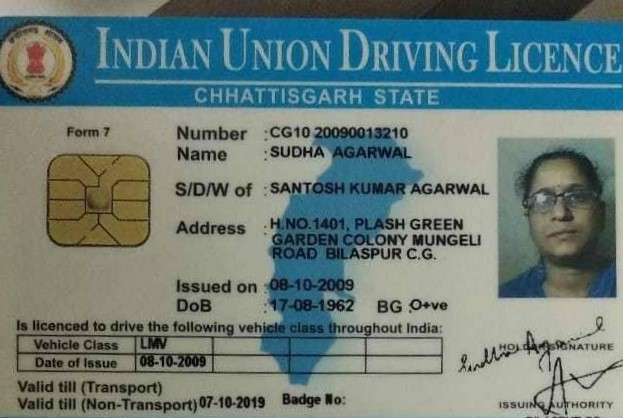 INDIAN UNION DRIVING LICENCE
CHHATTISGARH STATE
Form 7
Number : CG10 20090013210
Name : SUDHA AGARWAL
S/D/W of : SANTOSH KUMAR AGARWAL
Address : H.NO.1401, PLASH GREEN
GARDEN COLONY MUNGELI
ROAD BILASPUR C.G.
Issued on : 08-10-2009
DoB : 17-08-1962 BG : O+ve
Is licenced to drive the following vehicle class throughout India:
Vehicle Class LMV
Date of Issue 08-10-2009
Valid till (Transport)
Valid till (Non-Transport) 07-10-2019 Badge No:
Sudha Agarwal
HOLDER SIGNATURE
ISSUING AUTHORITY